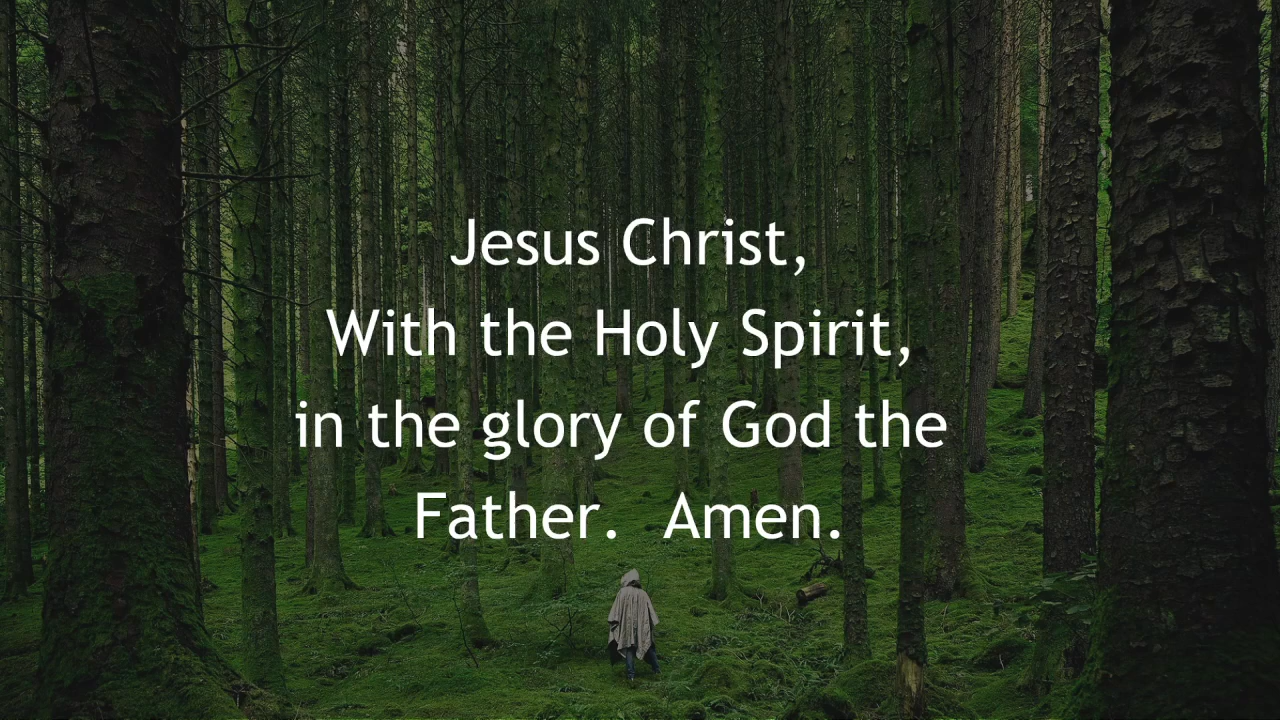 Jesus Christ,
With the Holy Spirit,
in the glory of God the
Father.  Amen.